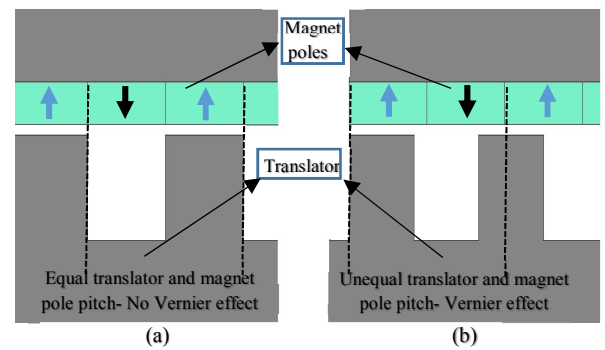 Magnet
poles
Translator
Equal translator and magnet
pole pitch- No Vernier effect
Unequal translator and magnet
pole pitch- Vernier effect
(a)
(b)